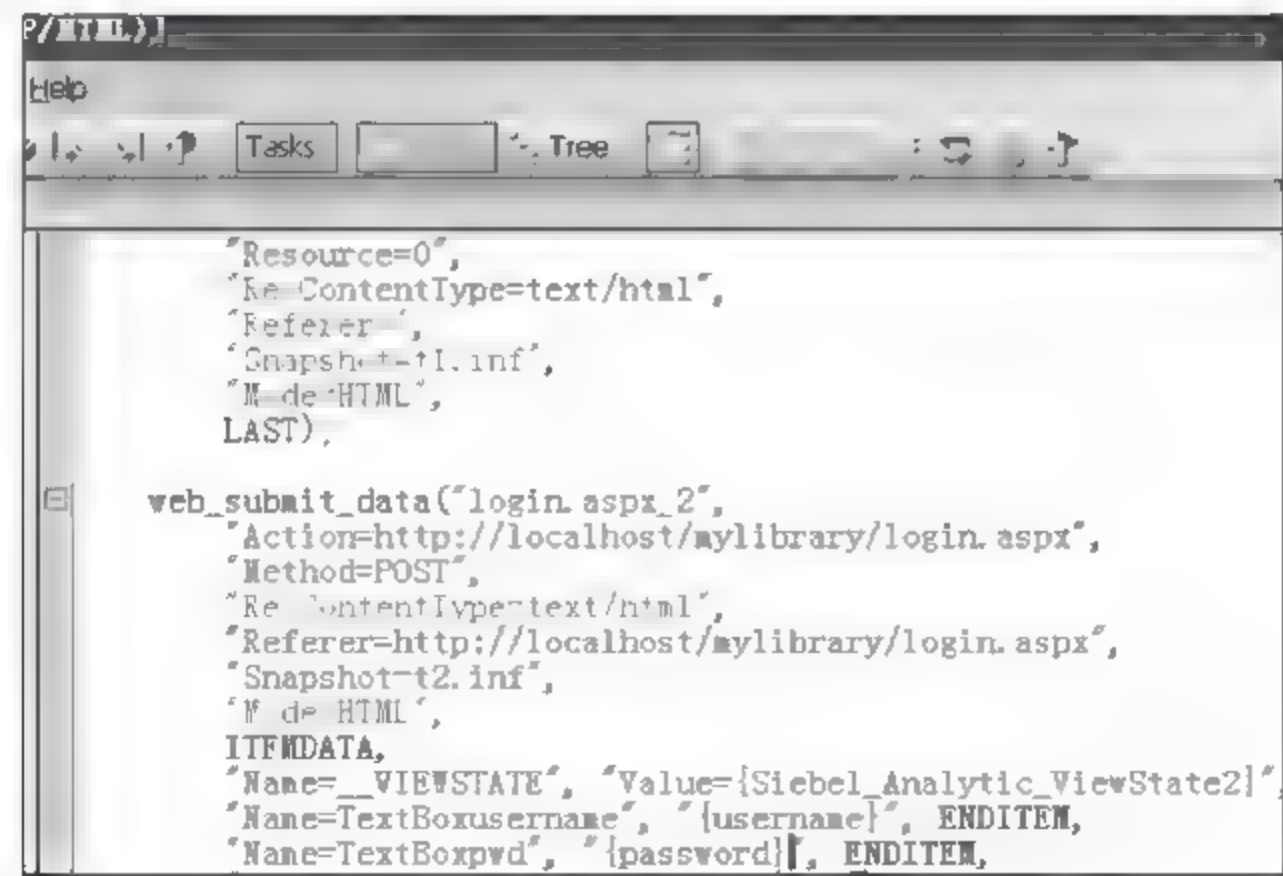 P/HTML)]
Help
Tasks Tree
"Resource=0",
"RecContentType=text/html",
"Referer=",
"Snapshot=t1.inf",
"Mode=HTML",
LAST);
web_submit_data("login.aspx_2",
"Action=http://localhost/mylibrary/login.aspx",
"Method=POST",
"RecContentType=text/html",
"Referer=http://localhost/mylibrary/login.aspx",
"Snapshot=t2.inf",
"Mode=HTML",
ITEMDATA,
"Name=__VIEWSTATE", "Value={Siebel_Analytic_ViewState2}",
"Name=TextBoxusername", "{username}", ENDITEM,
"Name=TextBoxpwd", "{password}", ENDITEM,